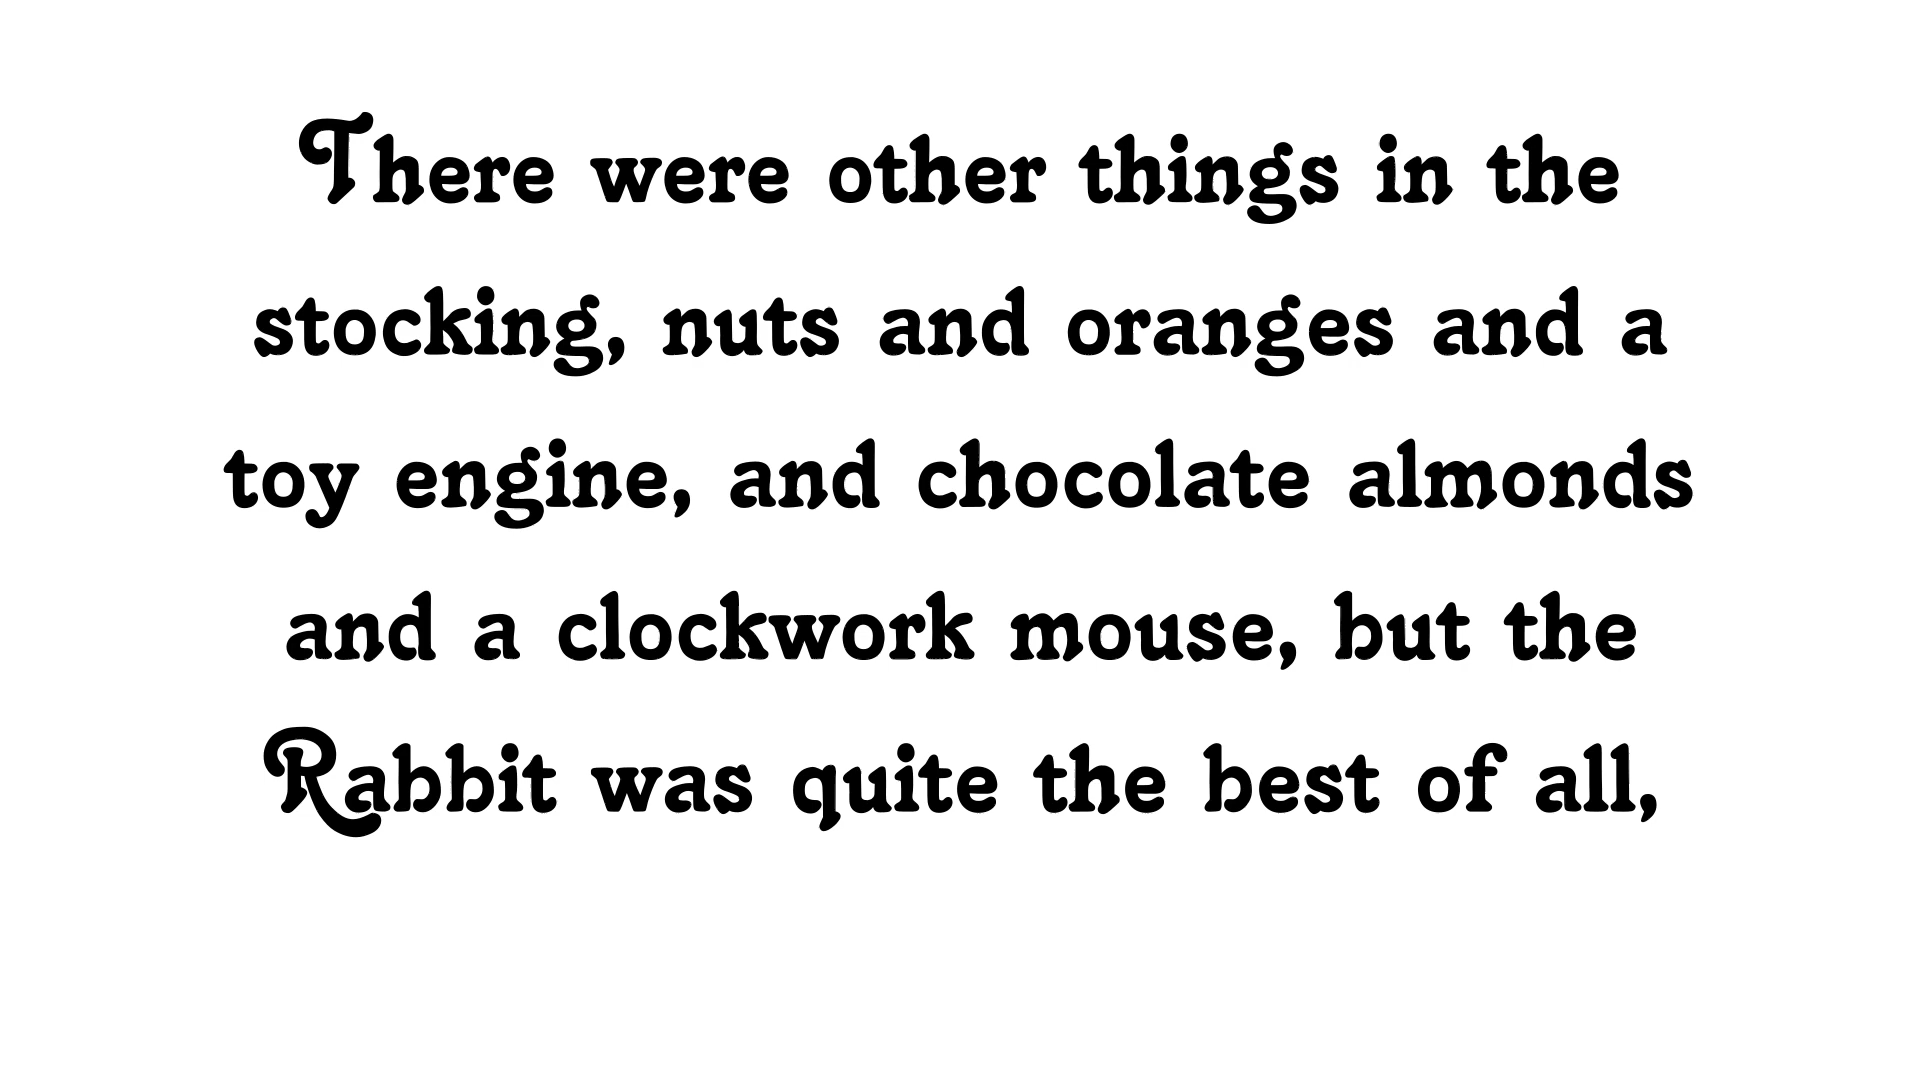 There were other things in the
stocking, nuts and oranges and a
toy engine, and chocolate almonds
and a clockwork mouse, but the
Rabbit was quite the best of all,